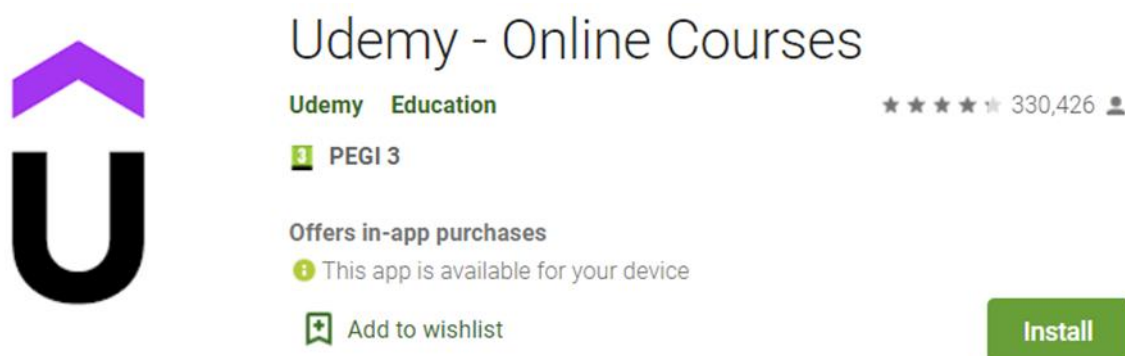 Udemy - Online Courses
Udemy Education 330,426
3 PEGI 3
Offers in-app purchases
This app is available for your device
Add to wishlist
Install